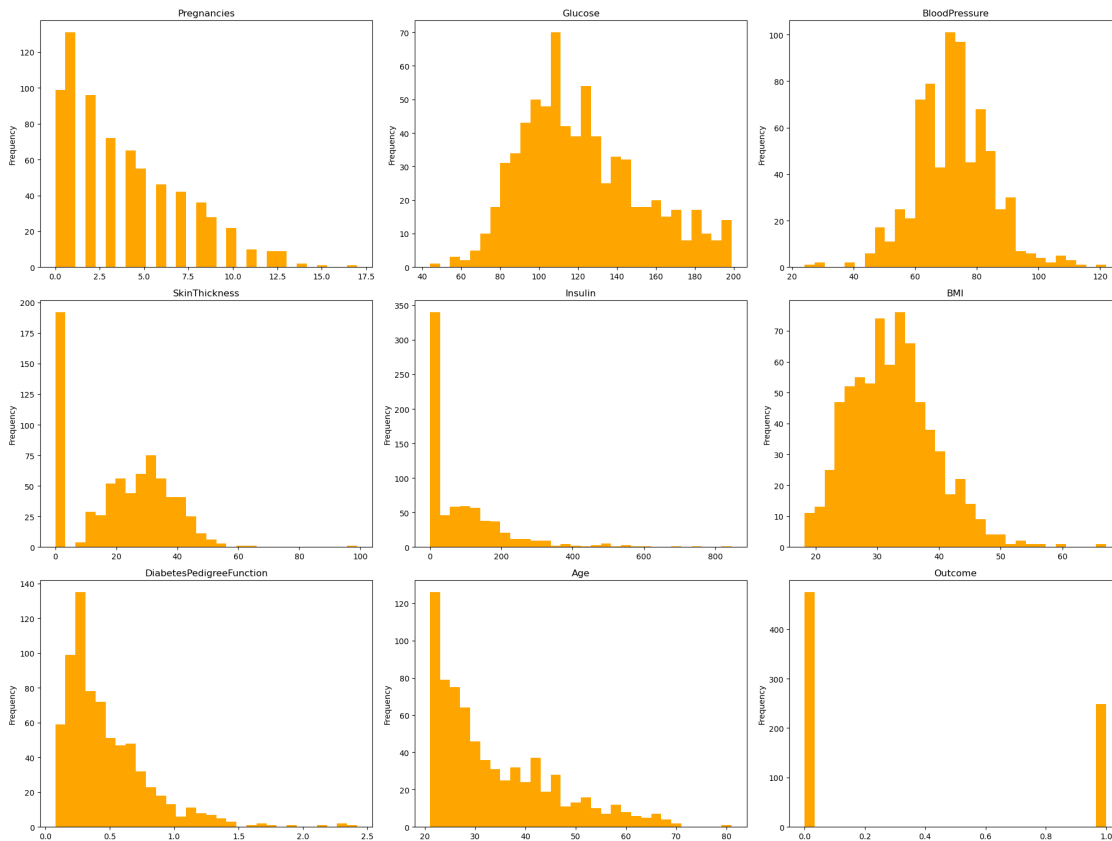 Pregnancies
Frequency
0
20
40
60
80
100
120
0.0 2.5 5.0 7.5 10.0 12.5 15.0 17.5
Glucose
Frequency
0
10
20
30
40
50
60
70
40 60 80 100 120 140 160 180 200
BloodPressure
Frequency
0
20
40
60
80
100
20 40 60 80 100 120
SkinThickness
Frequency
0
25
50
75
100
125
150
175
200
0 20 40 60 80 100
Insulin
Frequency
0
50
100
150
200
250
300
350
0 200 400 600 800
BMI
Frequency
0
10
20
30
40
50
60
70
20 30 40 50 60
DiabetesPedigreeFunction
Frequency
0
20
40
60
80
100
120
140
0.0 0.5 1.0 1.5 2.0 2.5
Age
Frequency
0
20
40
60
80
100
120
20 30 40 50 60 70 80
Outcome
Frequency
0
100
200
300
400
0.0 0.2 0.4 0.6 0.8 1.0